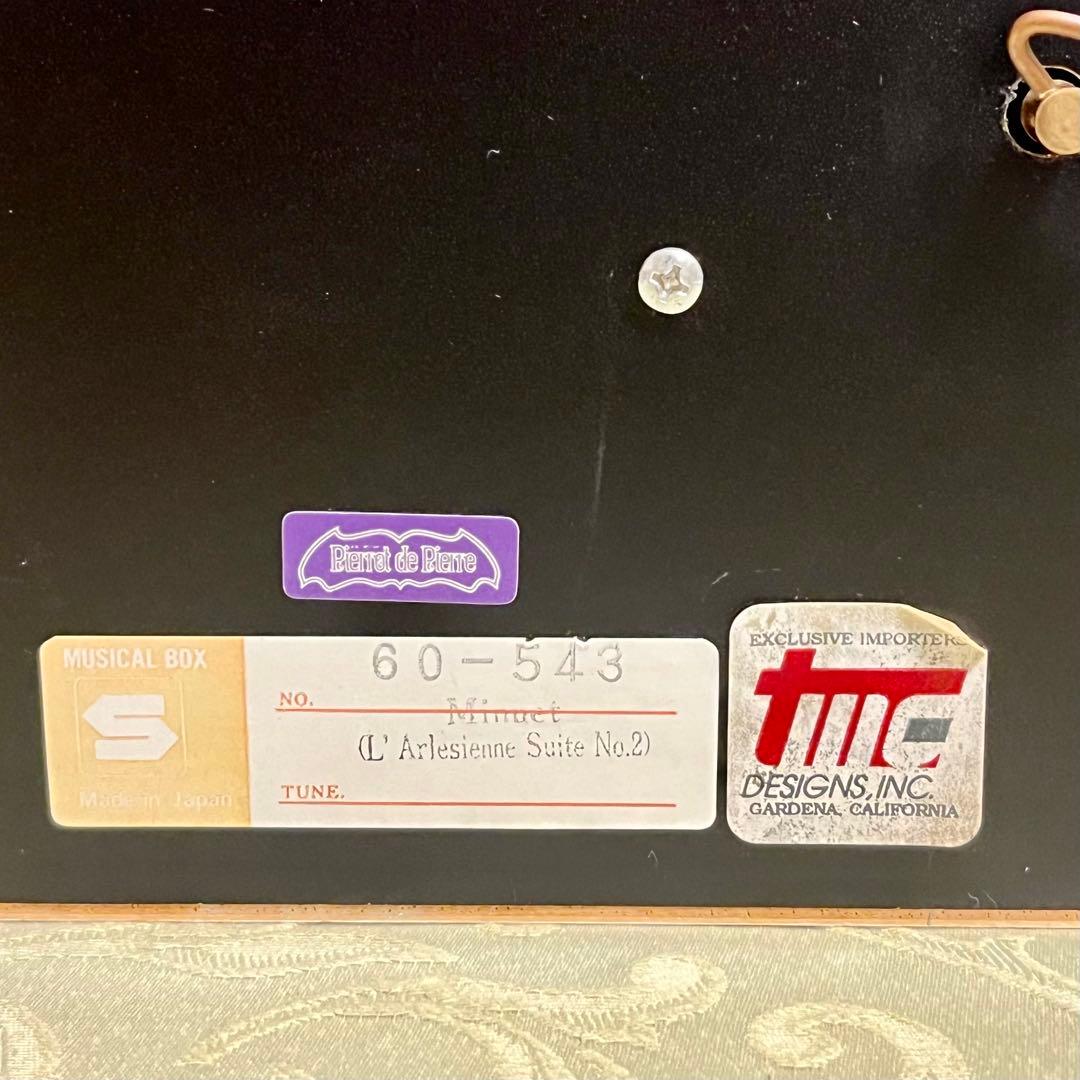 Pierrot de Pierre
MUSICAL BOX
S
Made in Japan
60-543
NO.
Minuet
(L' Arlesienne Suite No.2)
TUNE.
EXCLUSIVE IMPORTERS
tmc
DESIGNS, INC.
GARDENA, CALIFORNIA